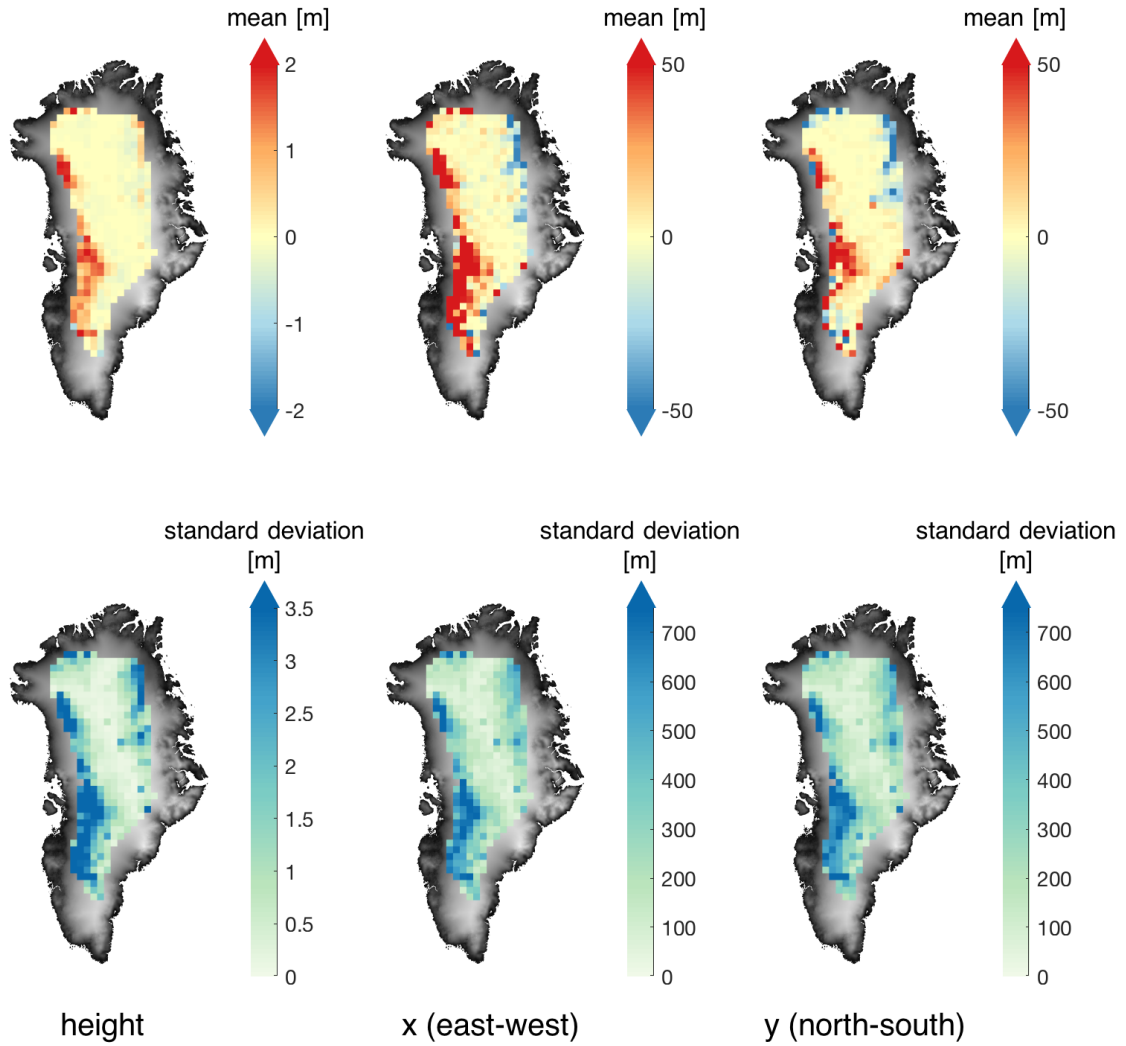 mean [m]
2
1
0
-1
-2
mean [m]
50
0
-50
mean [m]
50
0
-50
standard deviation
[m]
3.5
3
2.5
2
1.5
1
0.5
0
standard deviation
[m]
700
600
500
400
300
200
100
0
standard deviation
[m]
700
600
500
400
300
200
100
0
height
x (east-west)
y (north-south)